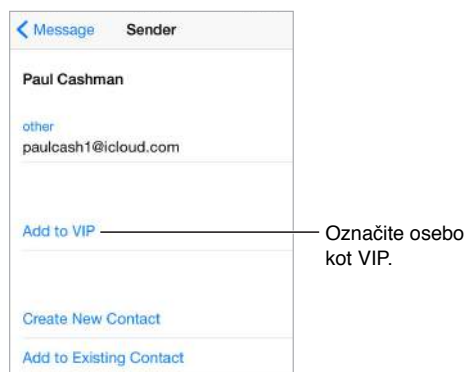 Message Sender
Paul Cashman
other
paulcash1@icloud.com
Add to VIP
Označite osebo
kot VIP.
Create New Contact
Add to Existing Contact